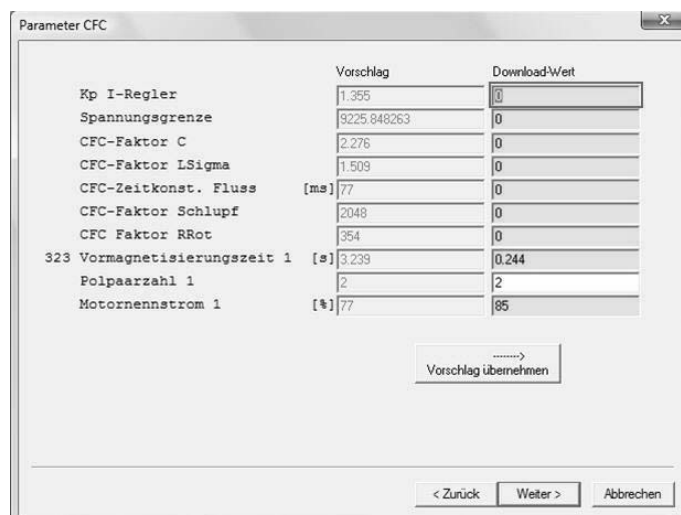 Parameter CFC
x
Vorschlag Download-Wert
Kp I-Regler 1.355 0
Spannungsgrenze 9225.848263 0
CFC-Faktor C 2.276 0
CFC-Faktor LSigma 1.509 0
CFC-Zeitkonst. Fluss [ms] 77 0
CFC-Faktor Schlupf 2048 0
CFC Faktor RRot 354 0
323 Vormagnetisierungszeit 1 [s] 3.239 0.244
Polpaarzahl 1 2 2
Motornennstrom 1 [%] 77 85
-------->
Vorschlag übernehmen
< Zurück Weiter > Abbrechen